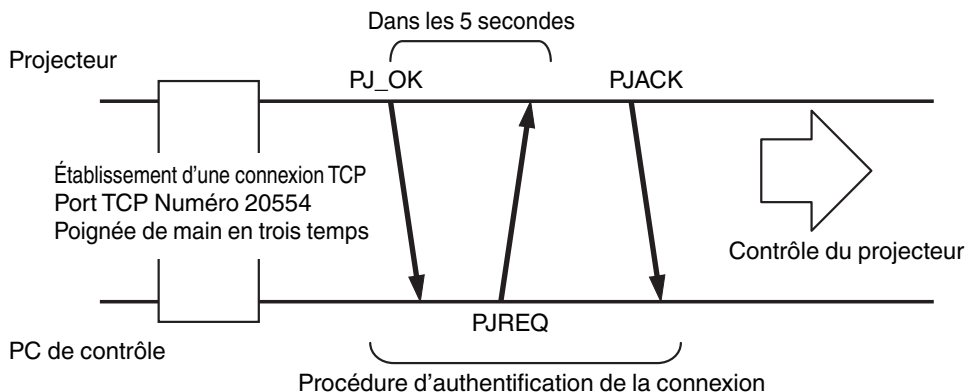 Dans les 5 secondes
Projecteur
PJ_OK
PJACK
Établissement d'une connexion TCP
Port TCP Numéro 20554
Poignée de main en trois temps
Contrôle du projecteur
PJREQ
PC de contrôle
Procédure d'authentification de la connexion